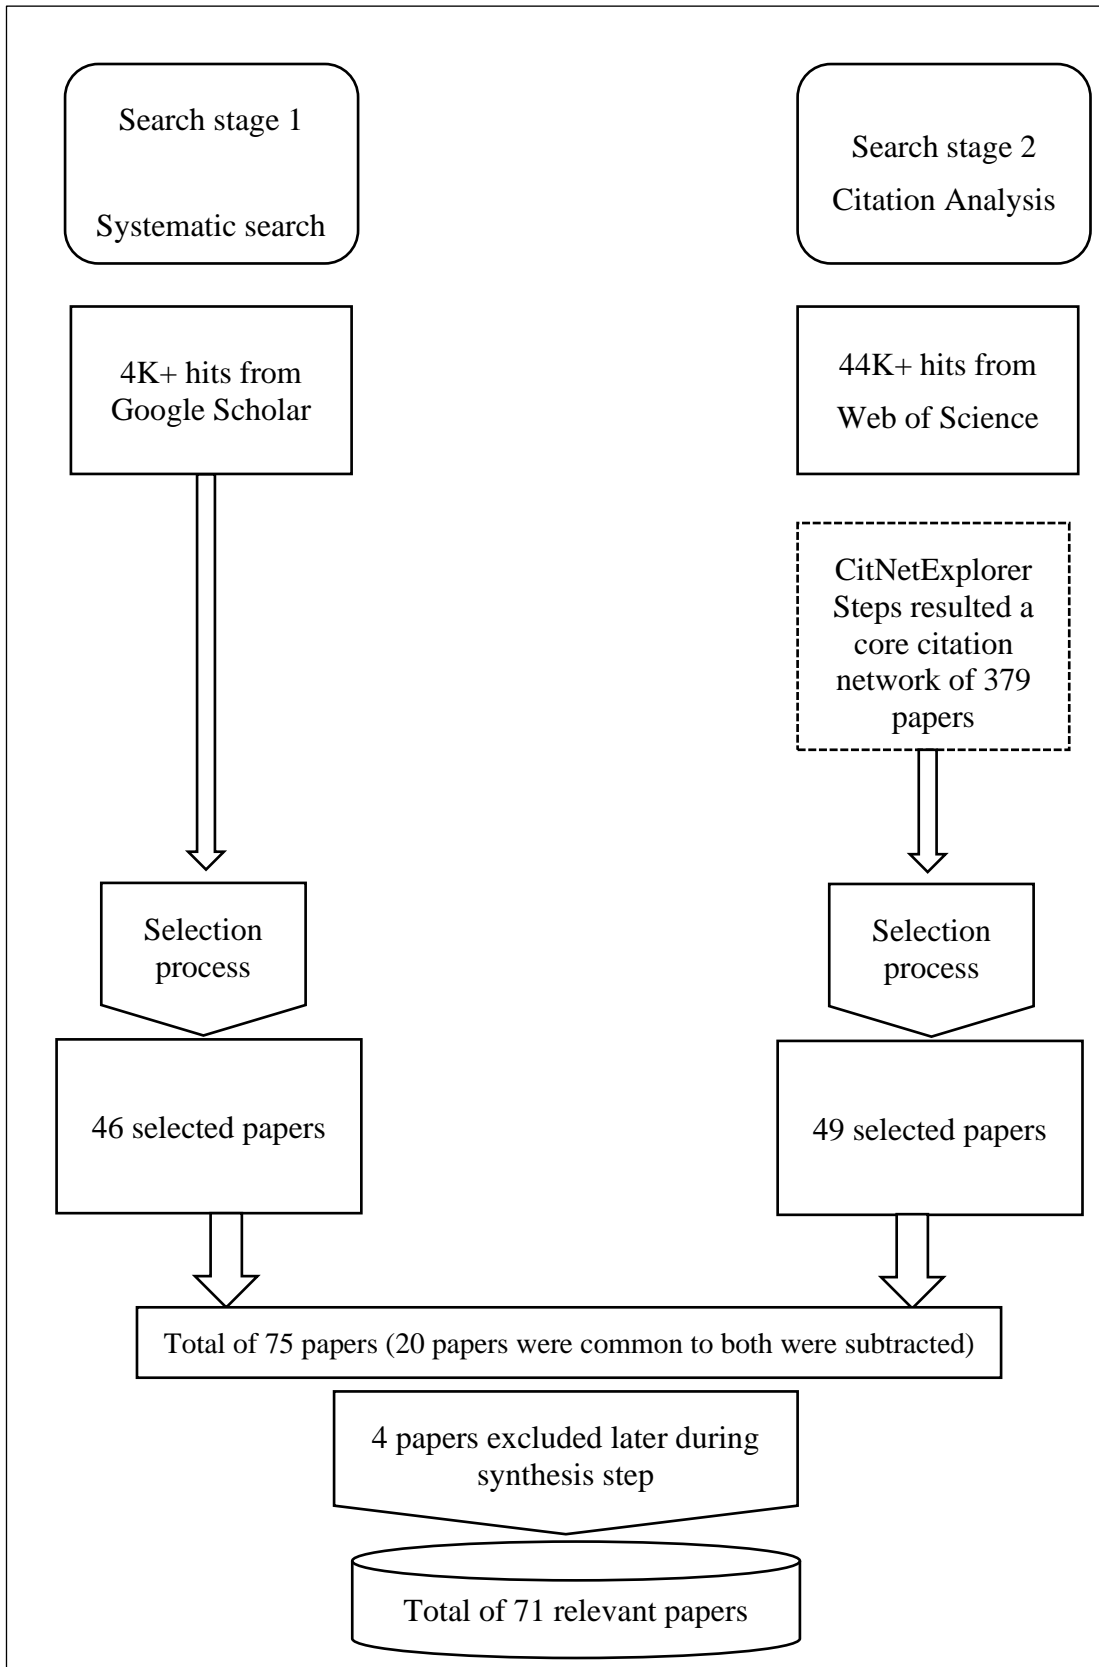 Search stage 1
Systematic search
Search stage 2
Citation Analysis
4K+ hits from
Google Scholar
44K+ hits from
Web of Science
CitNetExplorer
Steps resulted a
core citation
network of 379
papers
Selection
process
Selection
process
46 selected papers
49 selected papers
Total of 75 papers (20 papers were common to both were subtracted)
4 papers excluded later during
synthesis step
Total of 71 relevant papers